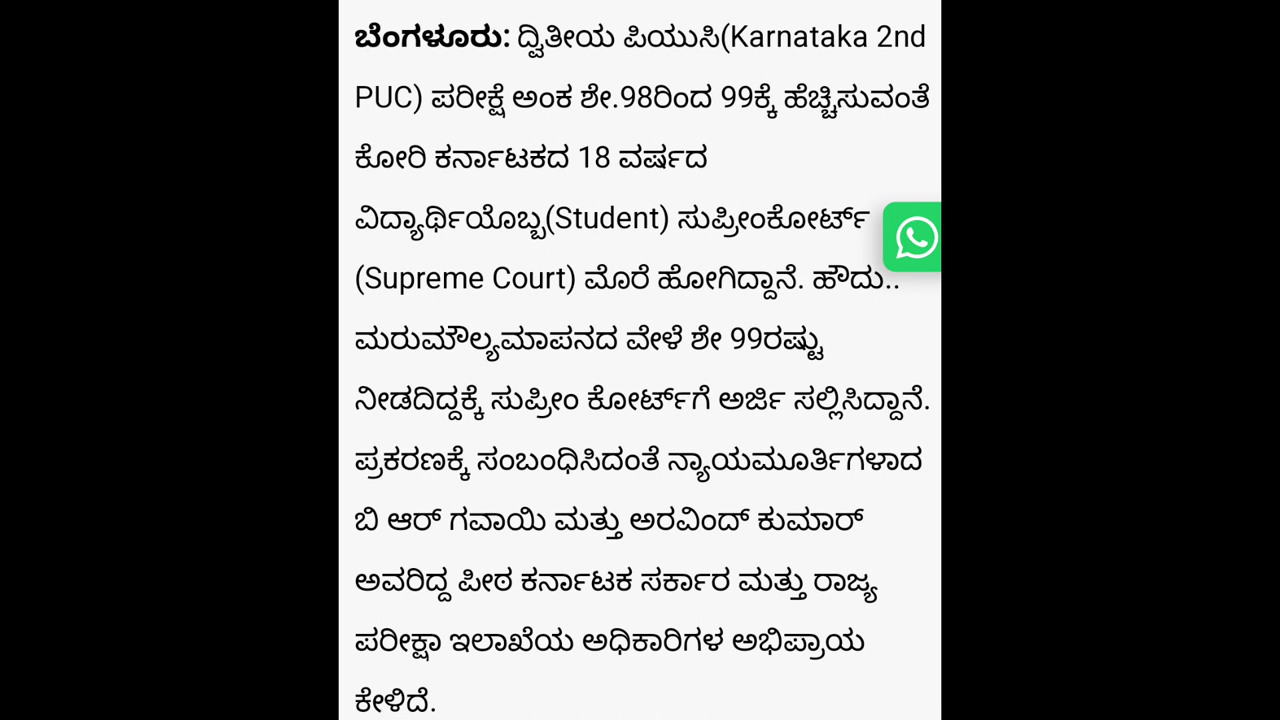 ಬೆಂಗಳೂರು: ದ್ವಿತೀಯ ಪಿಯುಸಿ(Karnataka 2nd
PUC) ಪರೀಕ್ಷೆ ಅಂಕ ಶೇ.98ರಿಂದ 99ಕ್ಕೆ ಹೆಚ್ಚಿಸುವಂತೆ
ಕೋರಿ ಕರ್ನಾಟಕದ 18 ವರ್ಷದ
ವಿದ್ಯಾರ್ಥಿಯೊಬ್ಬ(Student) ಸುಪ್ರೀಂಕೋರ್ಟ್
(Supreme Court) ಮೊರೆ ಹೋಗಿದ್ದಾನೆ. ಹೌದು..
ಮರುಮೌಲ್ಯಮಾಪನದ ವೇಳೆ ಶೇ 99ರಷ್ಟು
ನೀಡದಿದ್ದಕ್ಕೆ ಸುಪ್ರೀಂ ಕೋರ್ಟ್‌ಗೆ ಅರ್ಜಿ ಸಲ್ಲಿಸಿದ್ದಾನೆ.
ಪ್ರಕರಣಕ್ಕೆ ಸಂಬಂಧಿಸಿದಂತೆ ನ್ಯಾಯಮೂರ್ತಿಗಳಾದ
ಬಿ ಆರ್ ಗವಾಯಿ ಮತ್ತು ಅರವಿಂದ್ ಕುಮಾರ್
ಅವರಿದ್ದ ಪೀಠ ಕರ್ನಾಟಕ ಸರ್ಕಾರ ಮತ್ತು ರಾಜ್ಯ
ಪರೀಕ್ಷಾ ಇಲಾಖೆಯ ಅಧಿಕಾರಿಗಳ ಅಭಿಪ್ರಾಯ
ಕೇಳಿದೆ.